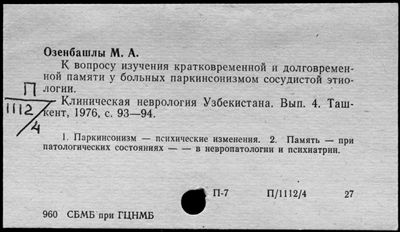 Озенбашлы М. А.
К вопросу изучения кратковременной и долговремен-
ной памяти у больных паркинсонизмом сосудистой этио-
логии.
П
1112/4
Клиническая неврология Узбекистана. Вып. 4. Таш-
кент, 1976, с. 93—94.
1. Паркинсонизм — психические изменения. 2. Память — при
патологических состояниях — — в невропатологии и психиатрии.
П-7 П/1112/4 27
960 СБМБ при ГЦНМБ